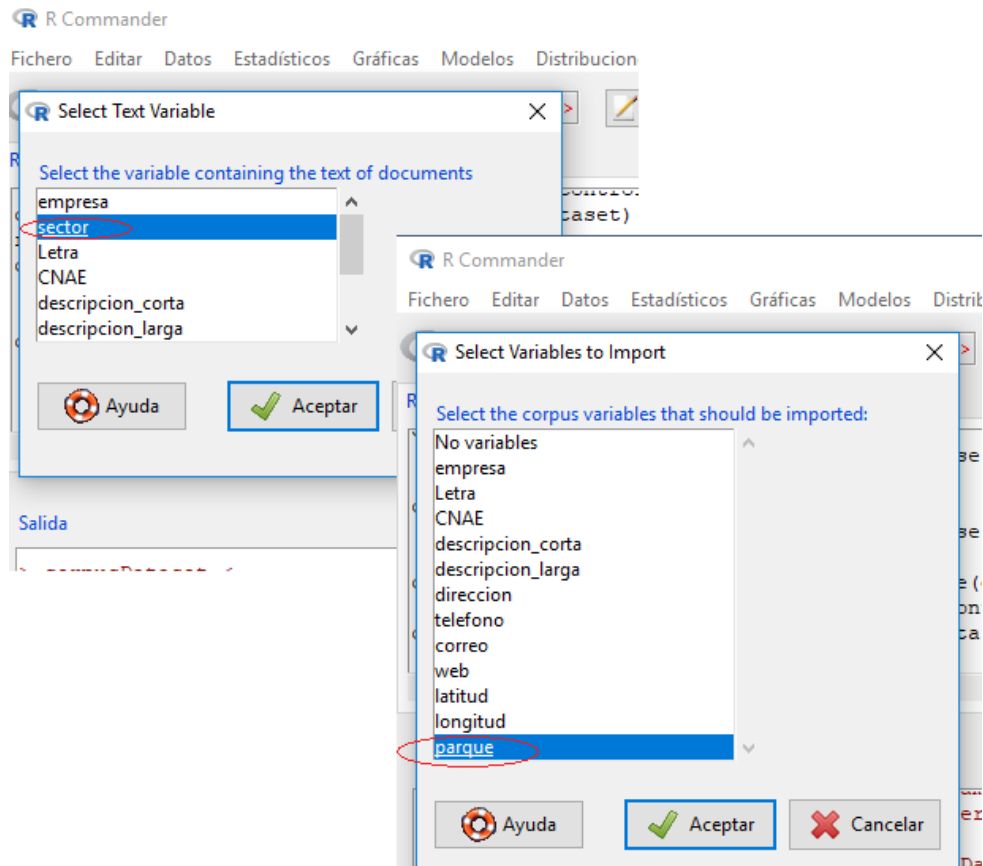 R Commander
Fichero Editar Datos Estadísticos Gráficas Modelos Distribucion
Select Text Variable
Select the variable containing the text of documents
empresa
sector
Letra
CNAE
descripcion_corta
descripcion_larga
Ayuda Aceptar
taset)
Salida
R Commander
Fichero Editar Datos Estadísticos Gráficas Modelos Distrib
Select Variables to Import
Select the corpus variables that should be imported:
No variables
empresa
Letra
CNAE
descripcion_corta
descripcion_larga
direccion
telefono
correo
web
latitud
longitud
parque
Ayuda Aceptar Cancelar